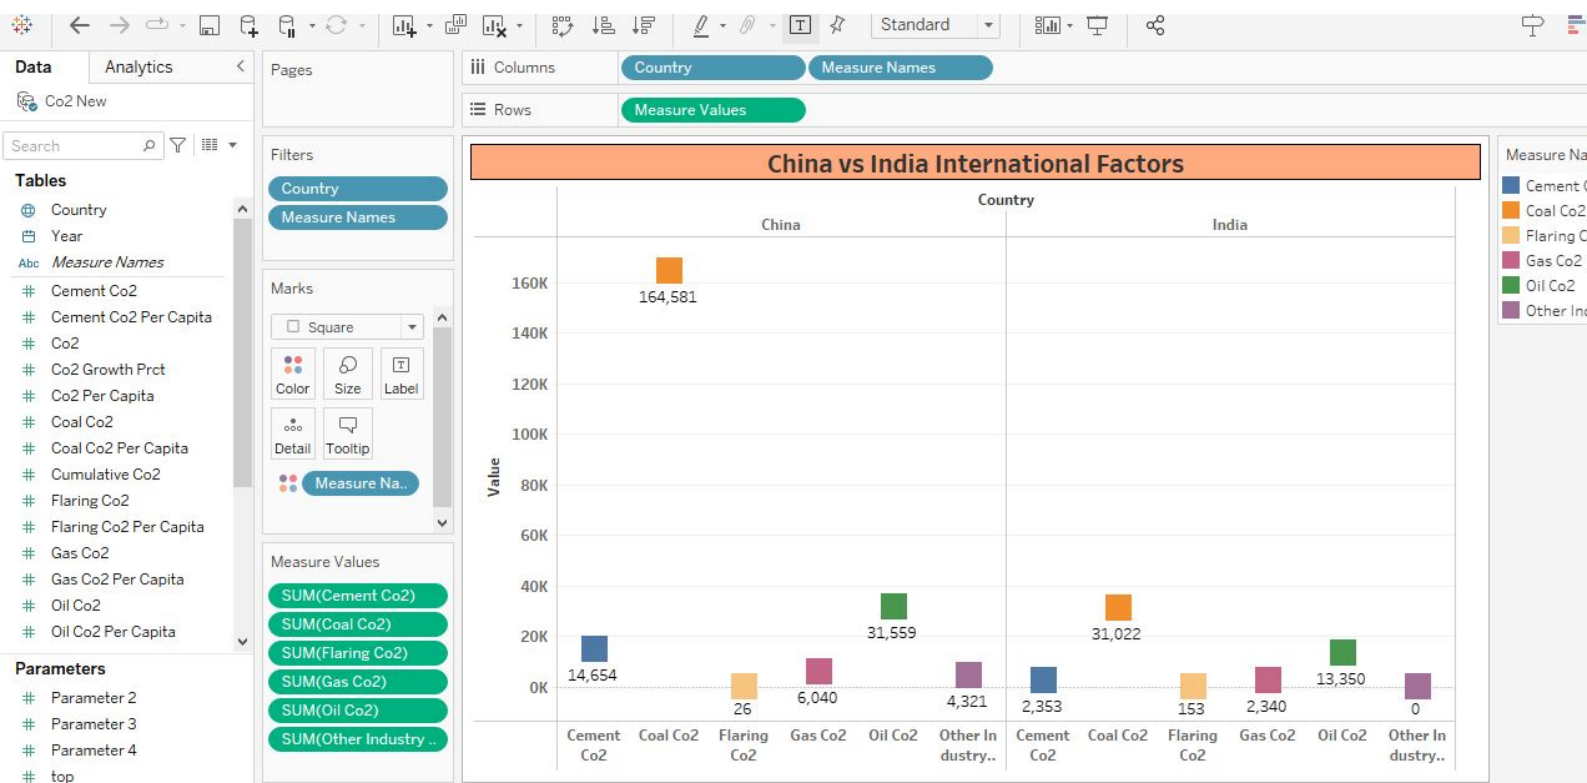 Standard
Data
Analytics
Co2 New
Search
Tables
Country
Year
Abc Measure Names
# Cement Co2
# Cement Co2 Per Capita
# Co2
# Co2 Growth Prct
# Co2 Per Capita
# Coal Co2
# Coal Co2 Per Capita
# Cumulative Co2
# Flaring Co2
# Flaring Co2 Per Capita
# Gas Co2
# Gas Co2 Per Capita
# Oil Co2
# Oil Co2 Per Capita
Parameters
# Parameter 2
# Parameter 3
# Parameter 4
# top
Pages
Filters
Country
Measure Names
Marks
Square
Color Size Label
Detail Tooltip
Measure Na..
Measure Values
SUM(Cement Co2)
SUM(Coal Co2)
SUM(Flaring Co2)
SUM(Gas Co2)
SUM(Oil Co2)
SUM(Other Industry ..
Columns Country Measure Names
Rows Measure Values
China vs India International Factors
Country
China India
Value
160K
140K
120K
100K
80K
60K
40K
20K
0K
164,581
31,559 31,022
14,654 26 6,040 4,321 2,353 153 2,340 13,350 0
Cement Coal Co2 Flaring Gas Co2 Oil Co2 Other In Cement Coal Co2 Flaring Gas Co2 Oil Co2 Other In
Co2 Co2 dustry.. Co2 Co2 dustry..
Measure Na
Cement C
Coal Co2
Flaring C
Gas Co2
Oil Co2
Other Ind